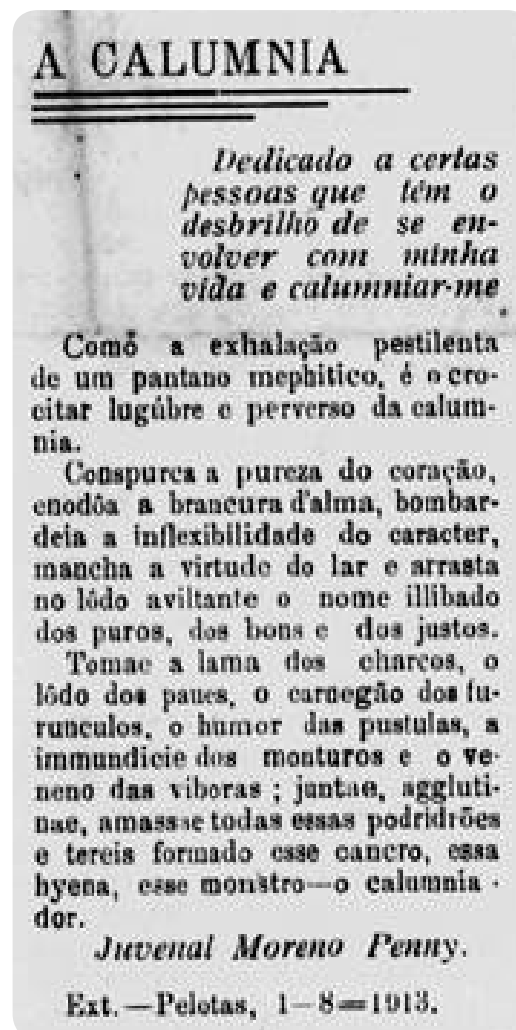 A CALUMNIA
Dedicado a certas
pessoas que têm o
desbrilho de se en-
volver com minha
vida e calumniar-me
Como a exhalação pestilenta
de um pantano mephitico, é o cro-
citar lugúbre e perverso da calum-
nia.
Conspurca a pureza do coração,
enodôa a brancura d'alma, bombar-
deia a inflexibilidade do caracter,
mancha a virtude do lar e arrasta
no lôdo aviltante o nome illibado
dos puros, dos bons e dos justos.
Tomae a lama dos charcos, o
lôdo dos paues, o carnegão dos fu-
runculos, o humor das pustulas, a
immundicie dos monturos e o ve-
neno das viboras ; juntae, aggluti-
nae, amassae todas essas podridrões
e tereis formado esse cancro, essa
hyena, esse monstro—o calumnia-
dor.
Juvenal Moreno Penny.
Ext.—Pelotas, 1—8—1913.